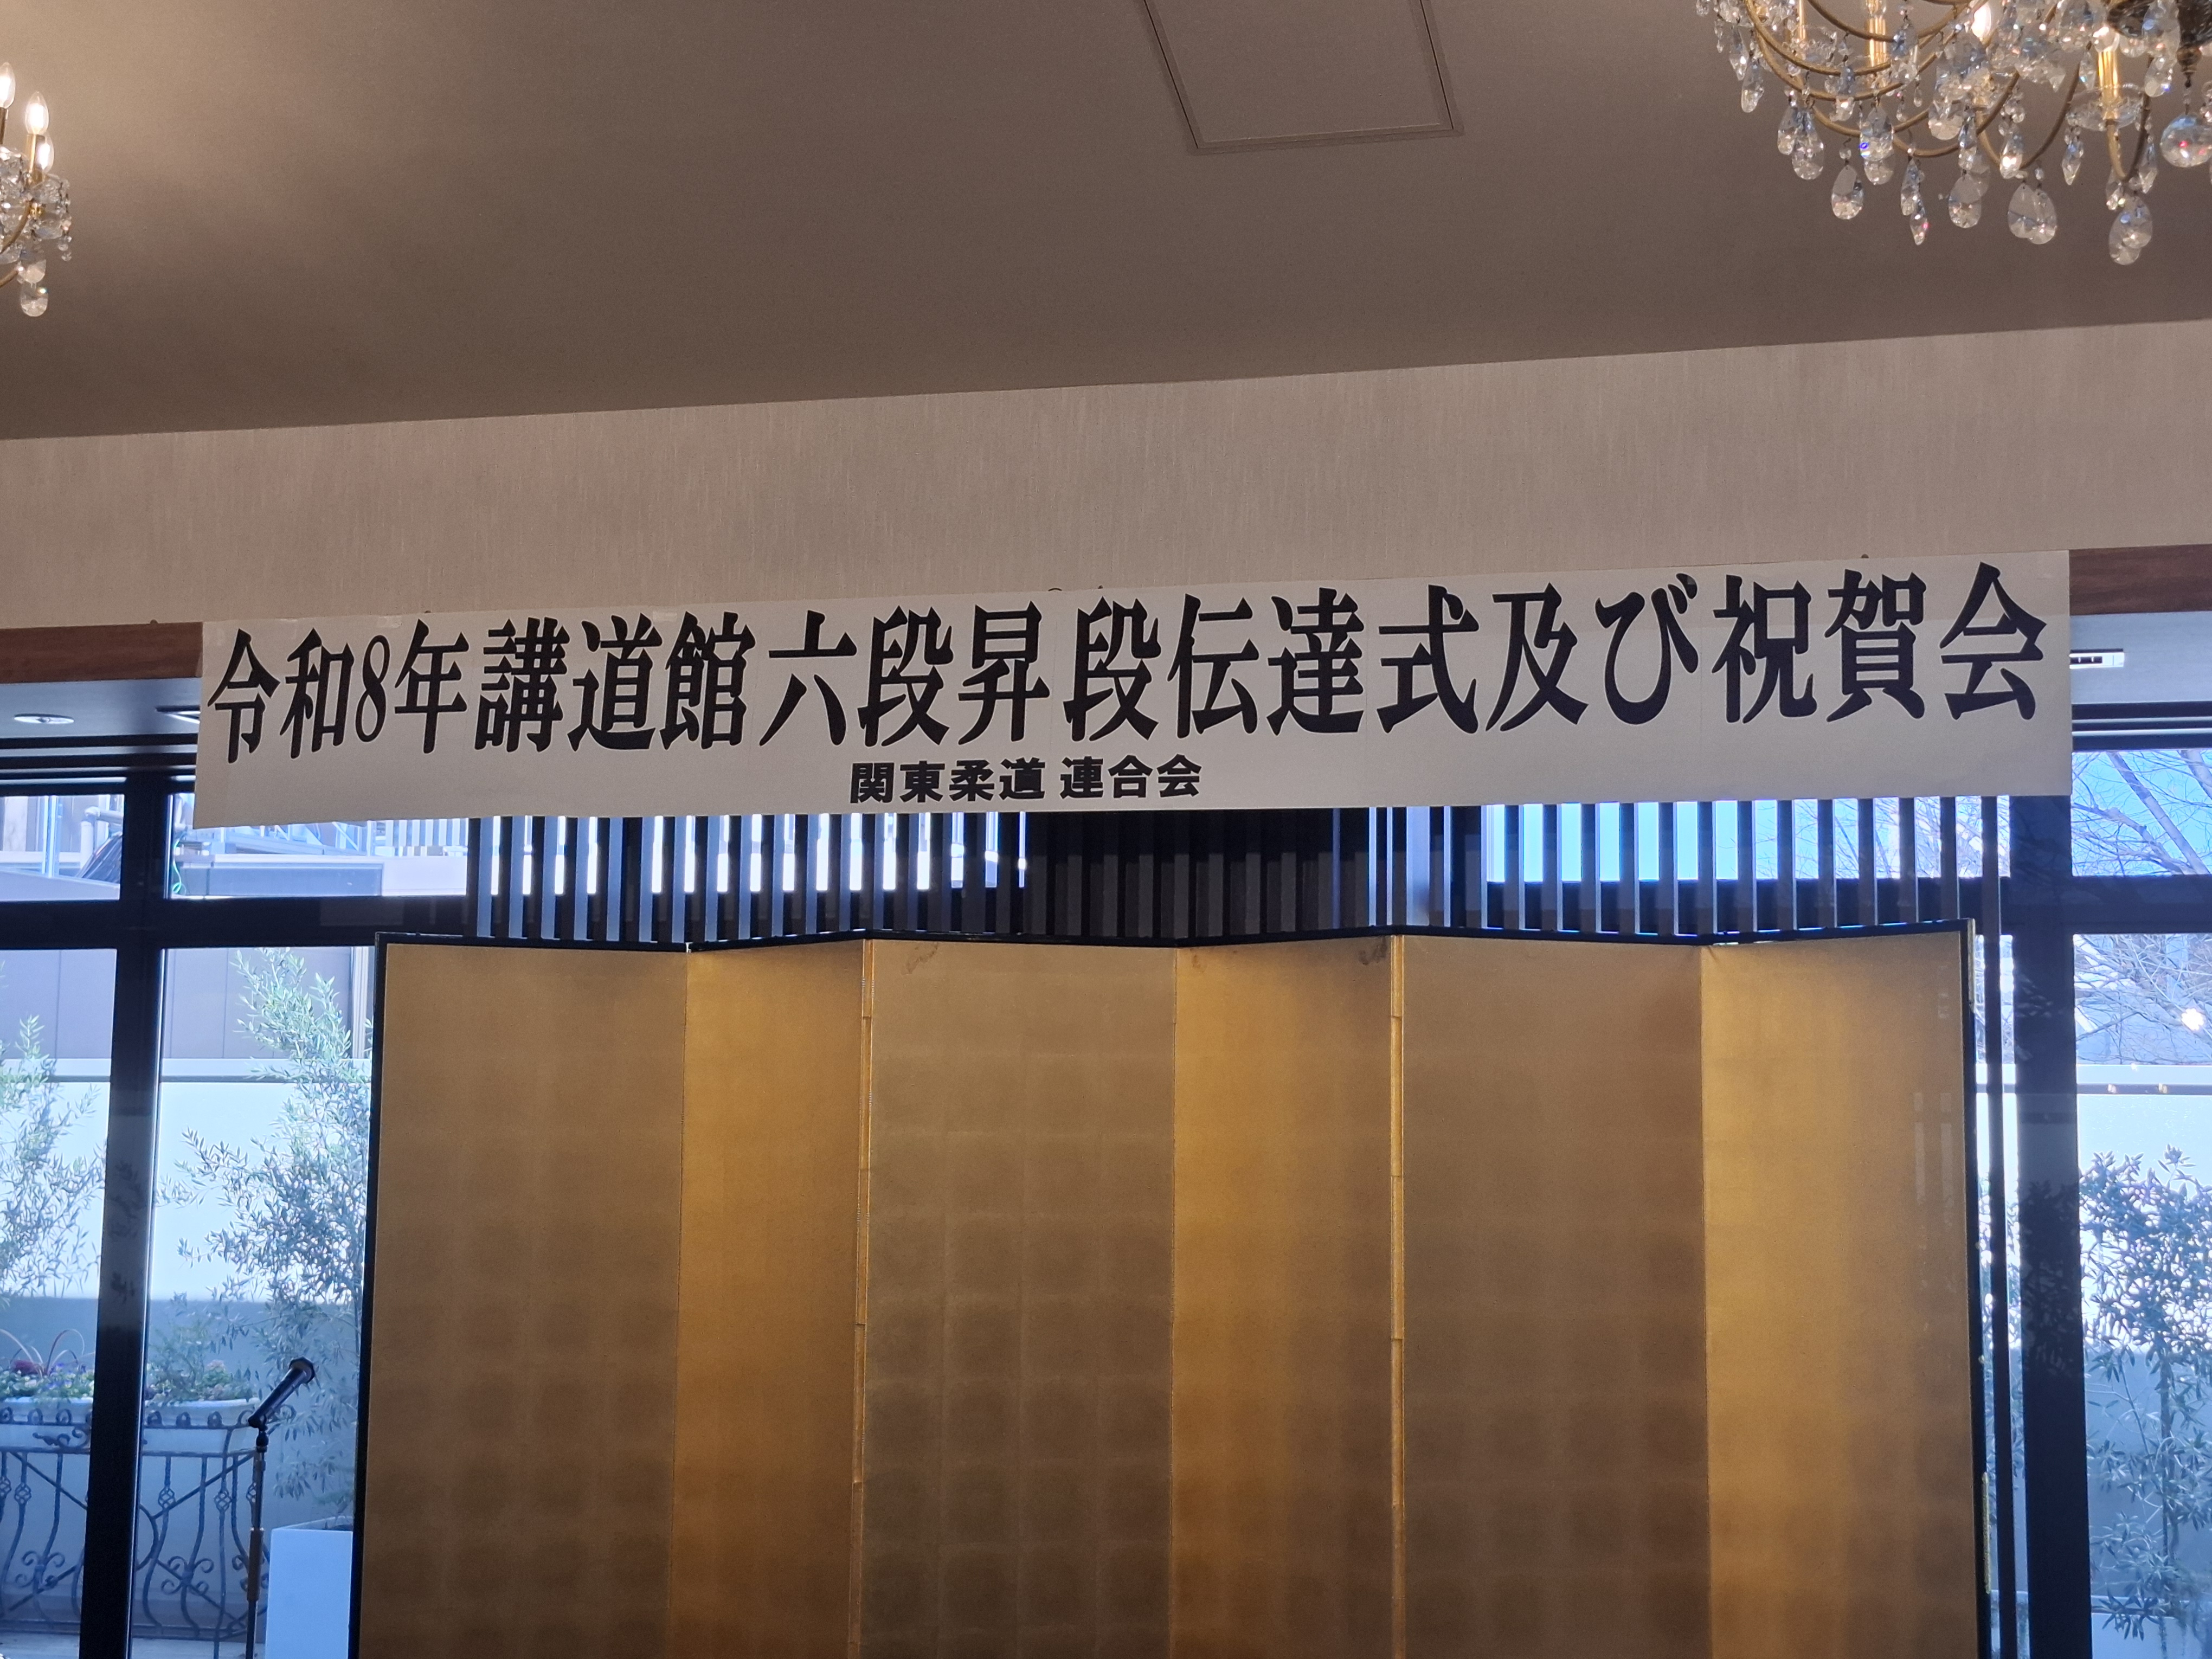 令和8年講道館六段昇段伝達式及び祝賀会
関東柔道連合会